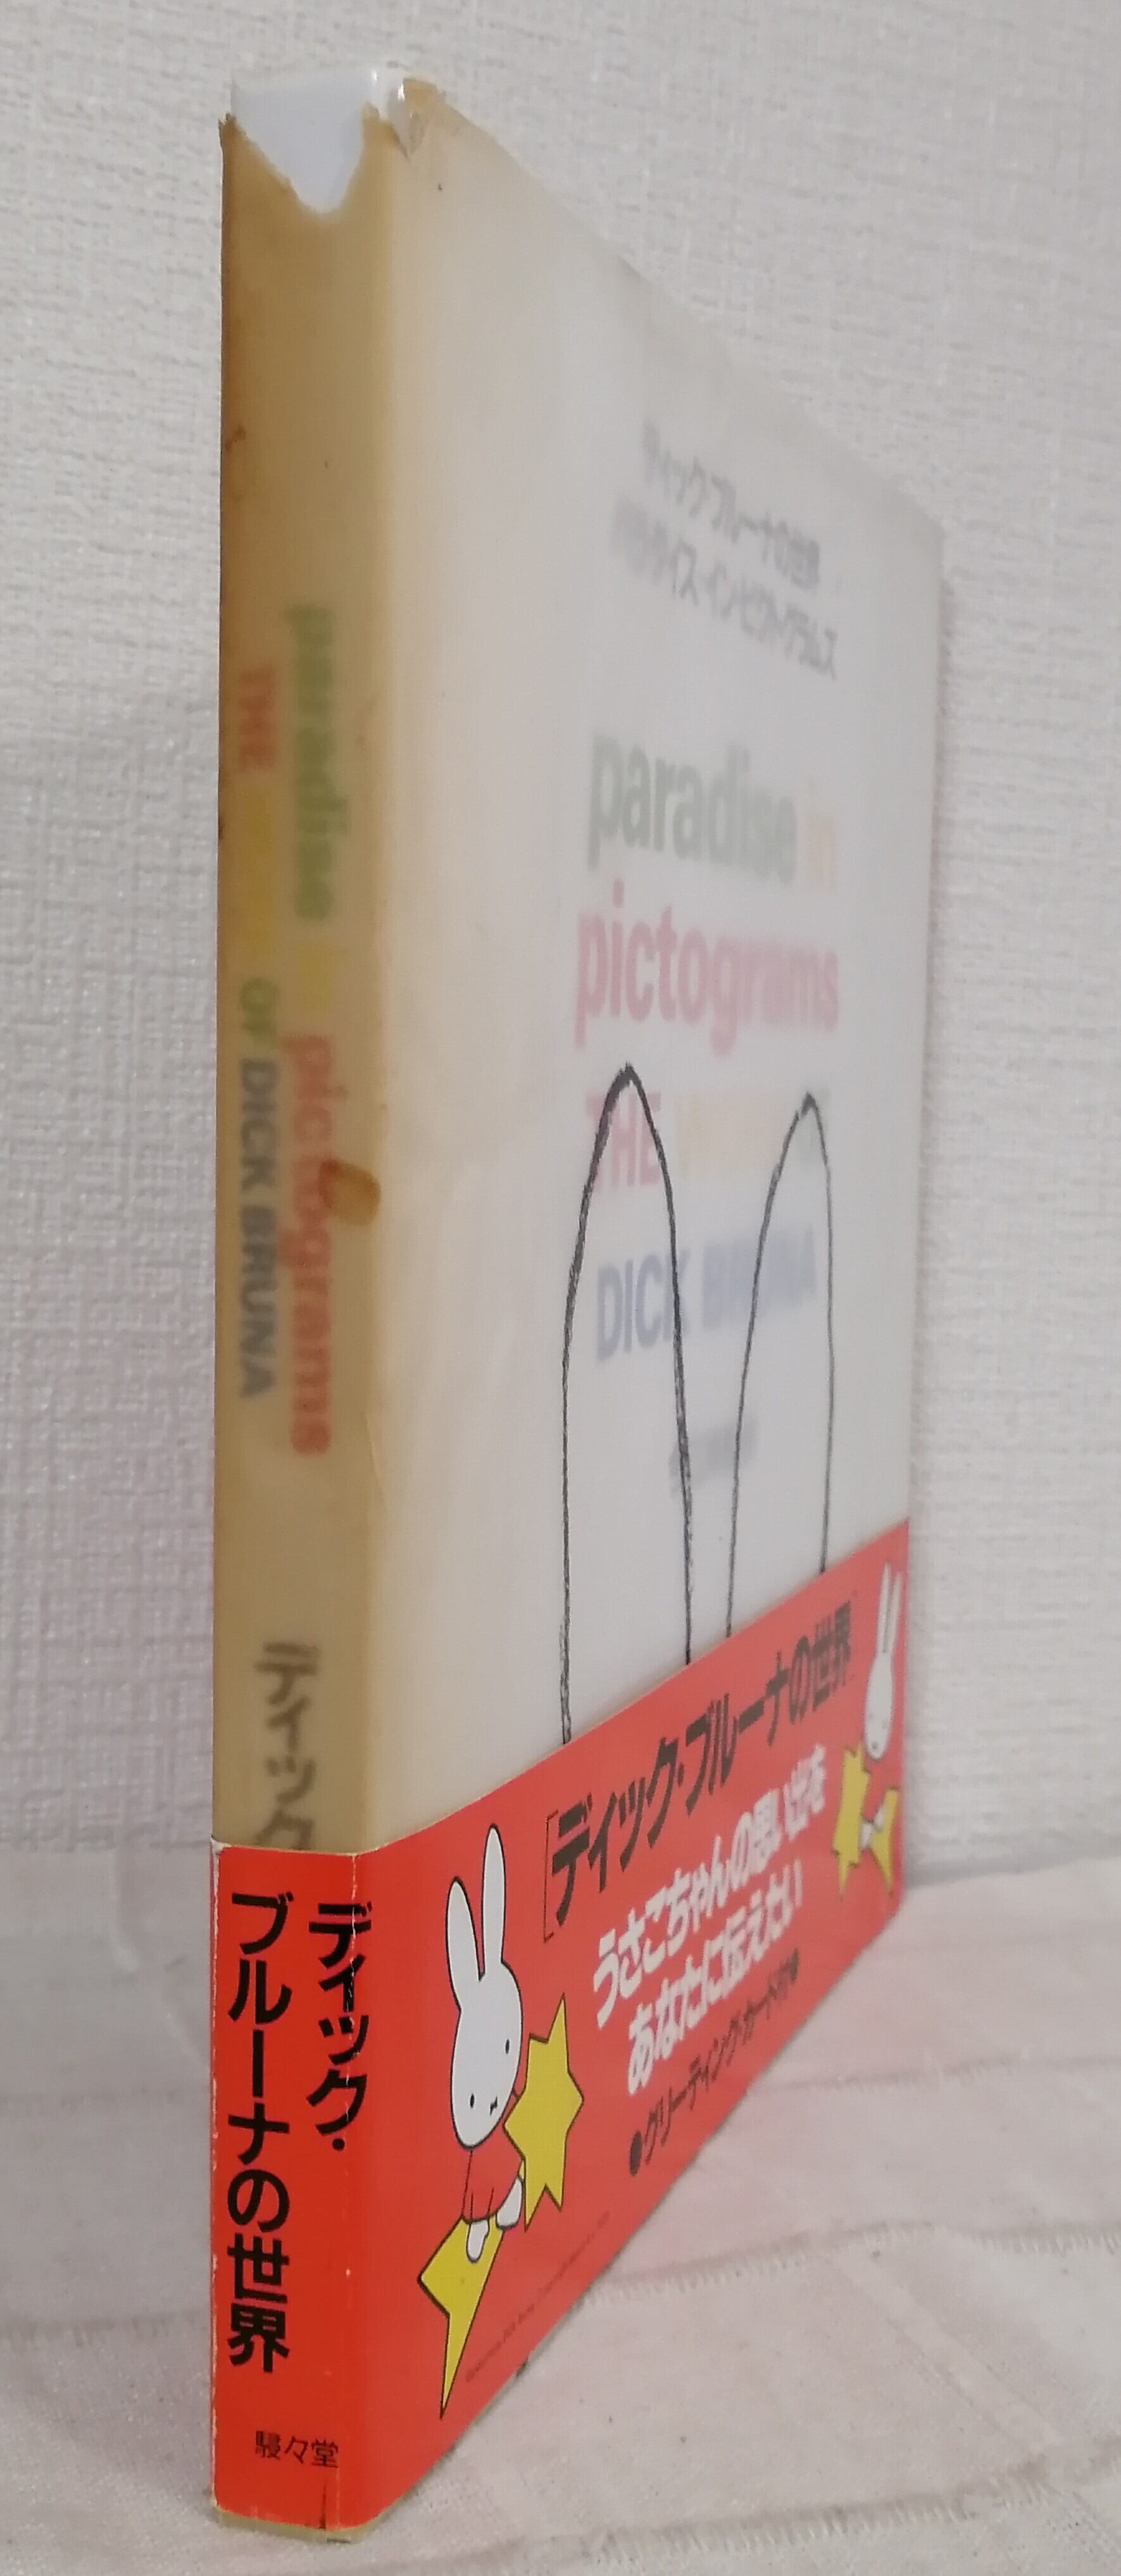 paradise
pictograms
THE
OF DICK BRUNA
ディック
ディック・
ブルーナの世界
駸々堂
ディック・ブルーナの世界
パラダイス・イン・ピクトグラムス
paradise in
pictograms
THE
DICK BRUNA
[ディック・ブルーナの世界]
うさこちゃんの思い出を
あなたに伝えたい
●グリーティング・カード付●